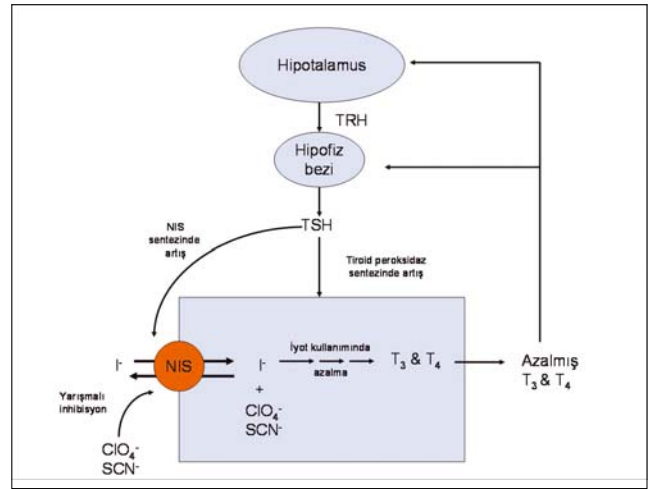 Hipotalamus
TRH
Hipofiz
bezi
TSH
NIS
sentezinde
artış
Tiroid peroksidaz
sentezinde artış
I-
NIS
I-
İyot kullanımında
azalma
T3 & T4
Azalmış
T3 & T4
+
ClO4-
SCN-
Yarışmalı
inhibisyon
ClO4-
SCN-